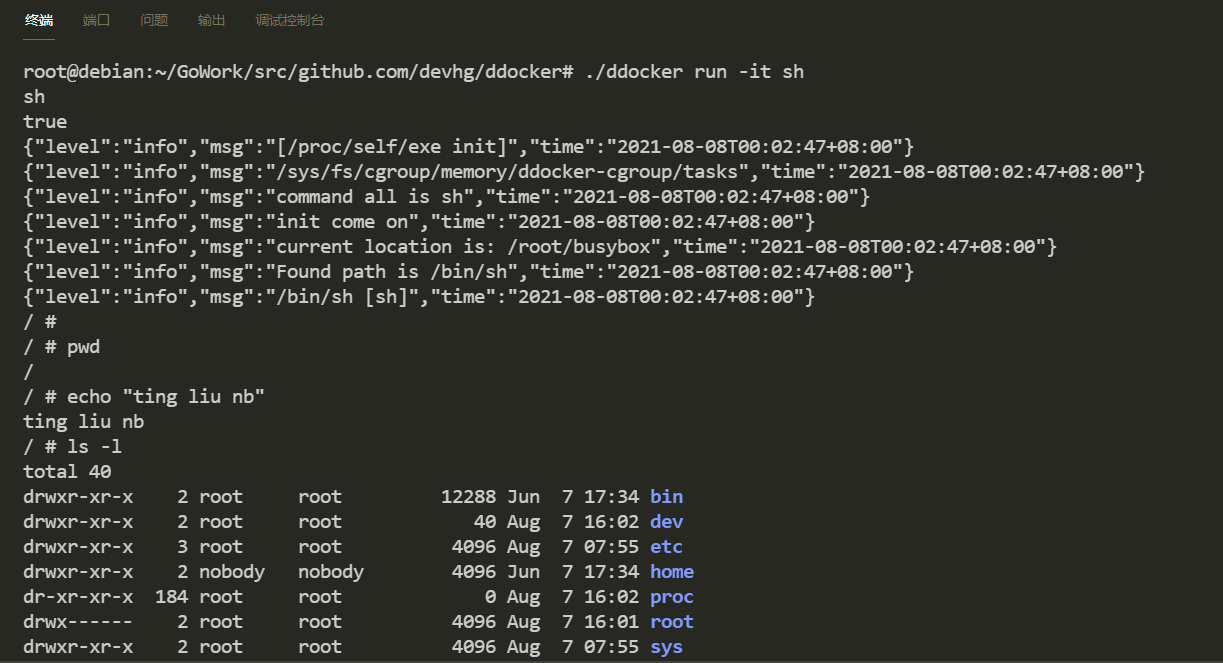 终端 端口 问题 输出 调试控制台
root@debian:~/GoWork/src/github.com/devhg/ddocker# ./ddocker run -it sh
sh
true
{"level":"info","msg":"[/proc/self/exe init]","time":"2021-08-08T00:02:47+08:00"}
{"level":"info","msg":"/sys/fs/cgroup/memory/ddocker-cgroup/tasks","time":"2021-08-08T00:02:47+08:00"}
{"level":"info","msg":"command all is sh","time":"2021-08-08T00:02:47+08:00"}
{"level":"info","msg":"init come on","time":"2021-08-08T00:02:47+08:00"}
{"level":"info","msg":"current location is: /root/busybox","time":"2021-08-08T00:02:47+08:00"}
{"level":"info","msg":"Found path is /bin/sh","time":"2021-08-08T00:02:47+08:00"}
{"level":"info","msg":"/bin/sh [sh]","time":"2021-08-08T00:02:47+08:00"}
/ #
/ # pwd
/
/ # echo "ting liu nb"
ting liu nb
/ # ls -l
total 40
drwxr-xr-x    2 root     root         12288 Jun  7 17:34 bin
drwxr-xr-x    2 root     root            40 Aug  7 16:02 dev
drwxr-xr-x    3 root     root          4096 Aug  7 07:55 etc
drwxr-xr-x    2 nobody   nobody        4096 Jun  7 17:34 home
dr-xr-xr-x  184 root     root             0 Aug  7 16:02 proc
drwx------    2 root     root          4096 Aug  7 16:01 root
drwxr-xr-x    2 root     root          4096 Aug  7 07:55 sys